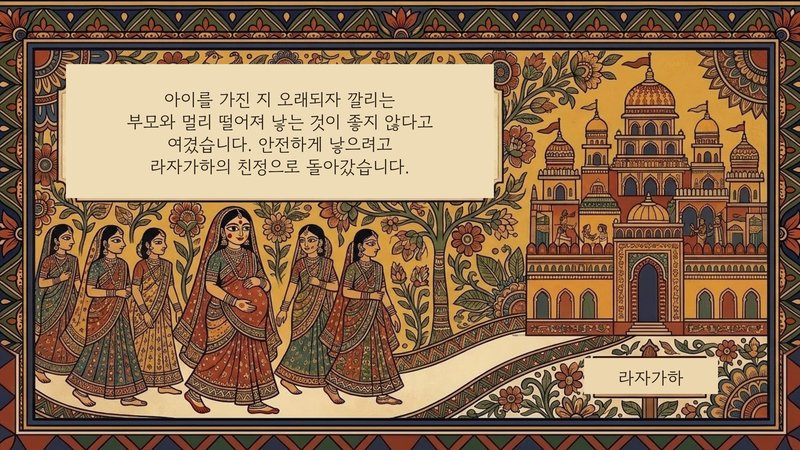 아이를 가진 지 오래되자 깔리는
부모와 멀리 떨어져 낳는 것이 좋지 않다고
여겼습니다. 안전하게 낳으려고
라자가하의 친정으로 돌아갔습니다.
라자가하